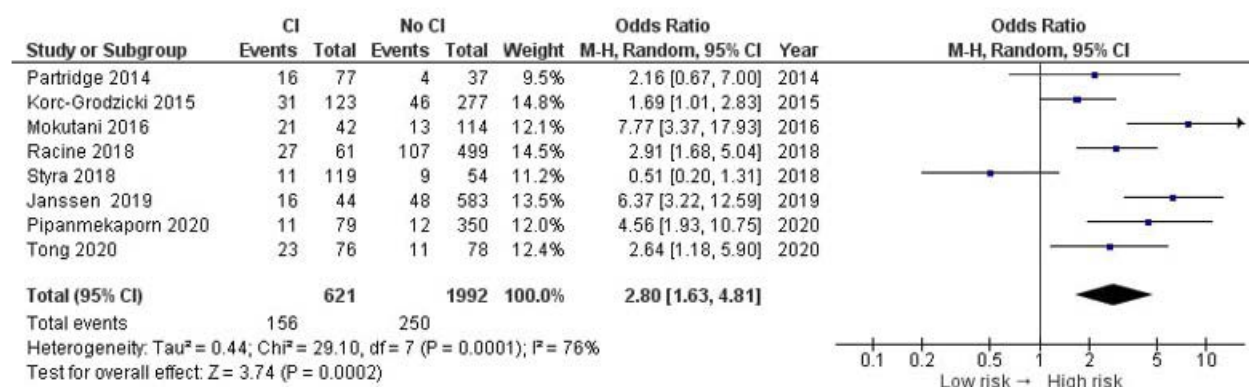 CI No CI Odds Ratio Odds Ratio
Study or Subgroup Events Total Events Total Weight M-H, Random, 95% CI Year M-H, Random, 95% CI
Partridge 2014 16 77 4 37 9.5% 2.16 [0.67, 7.00] 2014
Korc-Grodzicki 2015 31 123 46 277 14.8% 1.69 [1.01, 2.83] 2015
Mokutani 2016 21 42 13 114 12.1% 7.77 [3.37, 17.93] 2016
Racine 2018 27 61 107 499 14.5% 2.91 [1.68, 5.04] 2018
Styra 2018 11 119 9 54 11.2% 0.51 [0.20, 1.31] 2018
Janssen 2019 16 44 48 583 13.5% 6.37 [3.22, 12.59] 2019
Pipanmekaporn 2020 11 79 12 350 12.0% 4.56 [1.93, 10.75] 2020
Tong 2020 23 76 11 78 12.4% 2.64 [1.18, 5.90] 2020
Total (95% CI) 621 1992 100.0% 2.80 [1.63, 4.81]
Total events 156 250
Heterogeneity: Tau² = 0.44; Chi² = 29.10, df = 7 (P = 0.0001); I² = 76%
Test for overall effect: Z = 3.74 (P = 0.0002)
0.1 0.2 0.5 1 2 5 10
Low risk → High risk